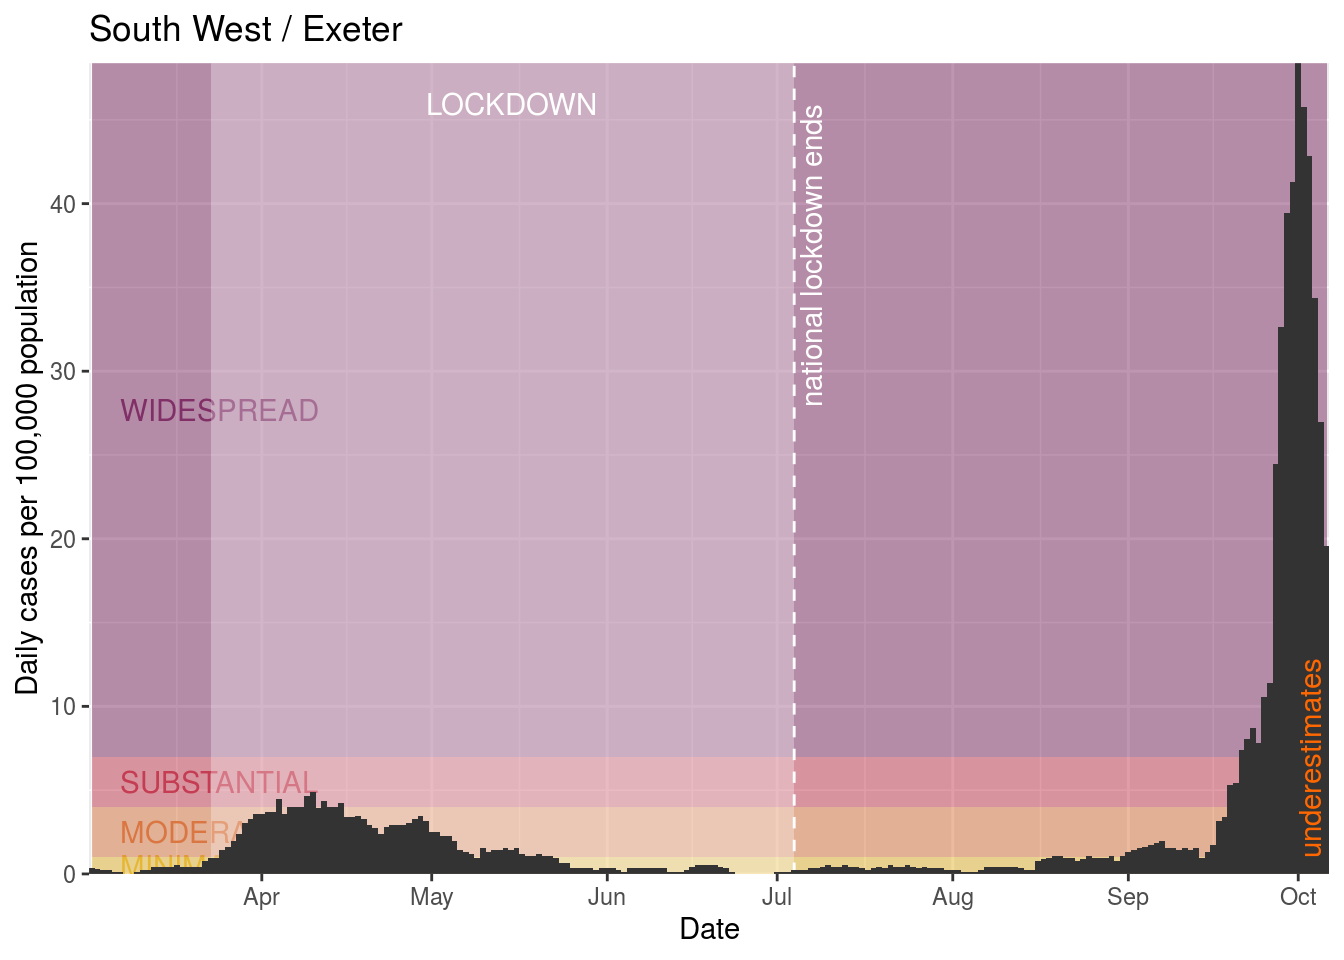 South West / Exeter
LOCKDOWN
national lockdown ends
WIDESPREAD
SUBSTANTIAL
underestimates
Daily cases per 100,000 population
40
30
20
10
0
Apr
May
Jun
Jul
Aug
Sep
Oct
Date